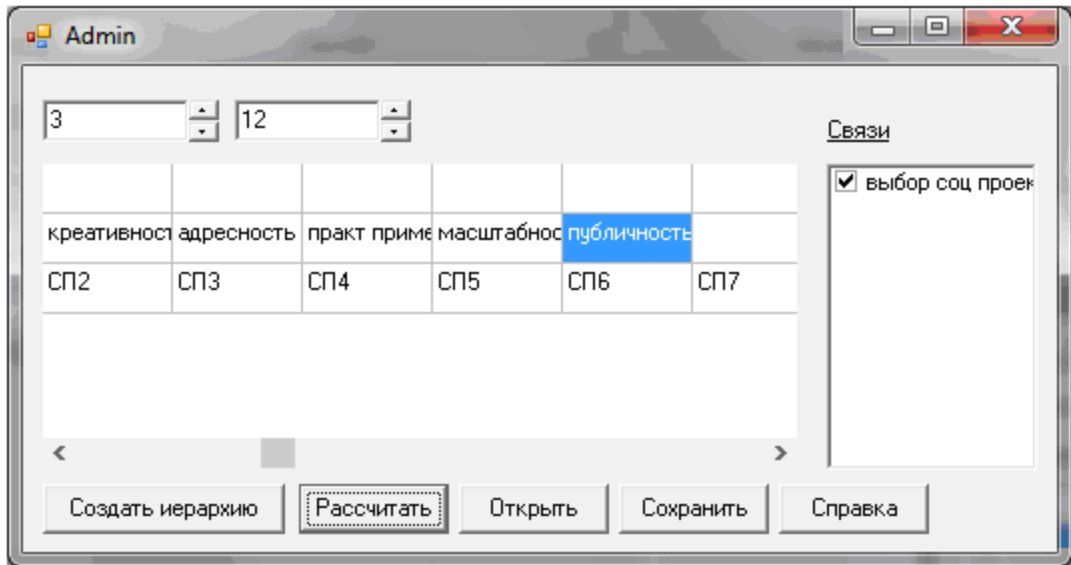 Admin
3 12
Связи
выбор соц проек
креативност адресность практ приме масштабнос публичность
СП2 СП3 СП4 СП5 СП6 СП7
Создать иерархию Рассчитать Открыть Сохранить Справка